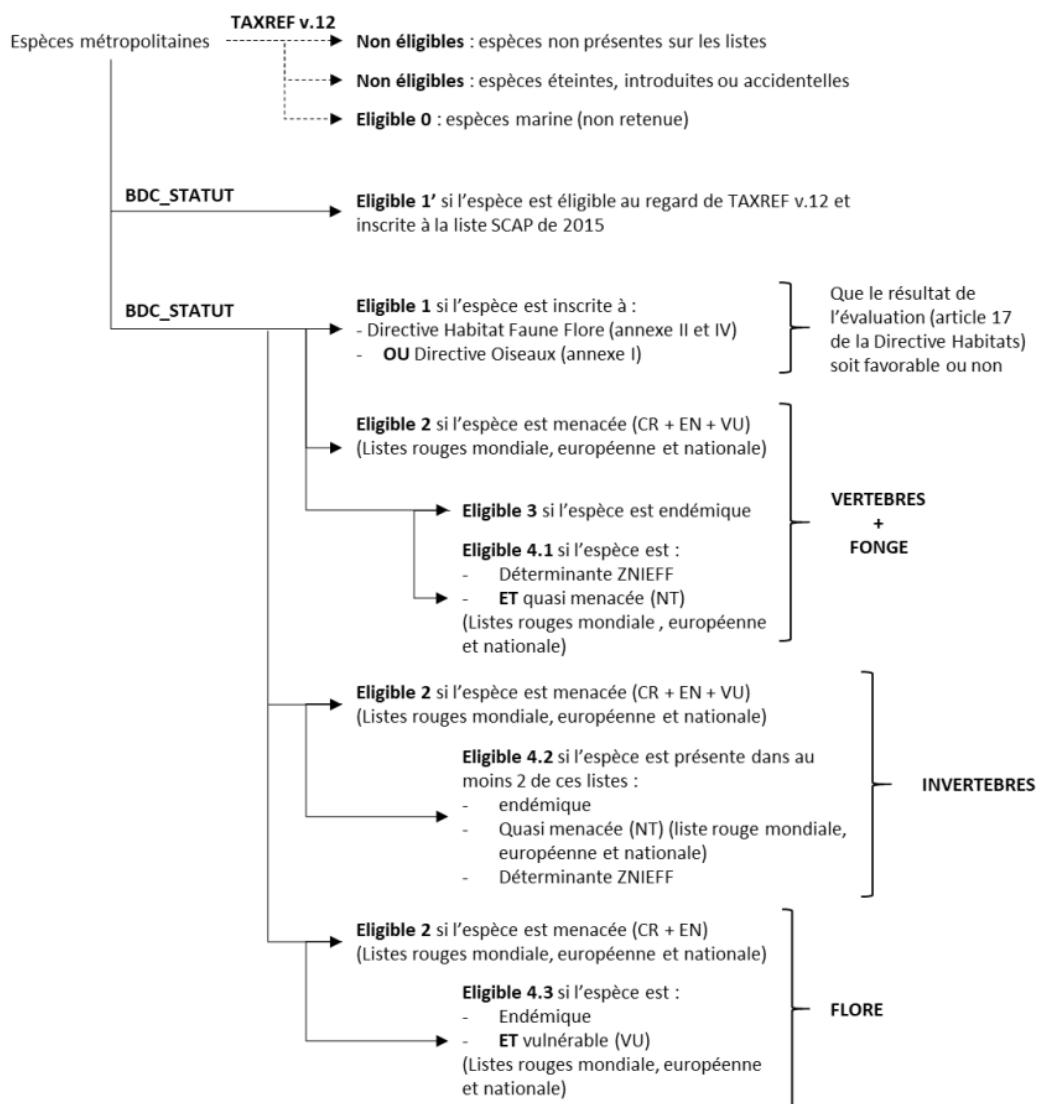 TAXREF v.12
Espèces métropolitaines
Non éligibles : espèces non présentes sur les listes
Non éligibles : espèces éteintes, introduites ou accidentelles
Eligible 0 : espèces marine (non retenue)
BDC_STATUT
Eligible 1’ si l’espèce est éligible au regard de TAXREF v.12 et
inscrite à la liste SCAP de 2015
BDC_STATUT
Eligible 1 si l’espèce est inscrite à :
- Directive Habitat Faune Flore (annexe II et IV)
- OU Directive Oiseaux (annexe I)
Que le résultat de
l’évaluation (article 17
de la Directive Habitats)
soit favorable ou non
Eligible 2 si l’espèce est menacée (CR + EN + VU)
(Listes rouges mondiale, européenne et nationale)
Eligible 3 si l’espèce est endémique
Eligible 4.1 si l’espèce est :
- Déterminante ZNIEFF
- ET quasi menacée (NT)
(Listes rouges mondiale , européenne
et nationale)
VERTEBRES
+
FONGE
Eligible 2 si l’espèce est menacée (CR + EN + VU)
(Listes rouges mondiale, européenne et nationale)
Eligible 4.2 si l’espèce est présente dans au
moins 2 de ces listes :
- endémique
- Quasi menacée (NT) (liste rouge mondiale,
européenne et nationale)
- Déterminante ZNIEFF
INVERTEBRES
Eligible 2 si l’espèce est menacée (CR + EN)
(Listes rouges mondiale, européenne et nationale)
Eligible 4.3 si l’espèce est :
- Endémique
- ET vulnérable (VU)
(Listes rouges mondiale, européenne
et nationale)
FLORE